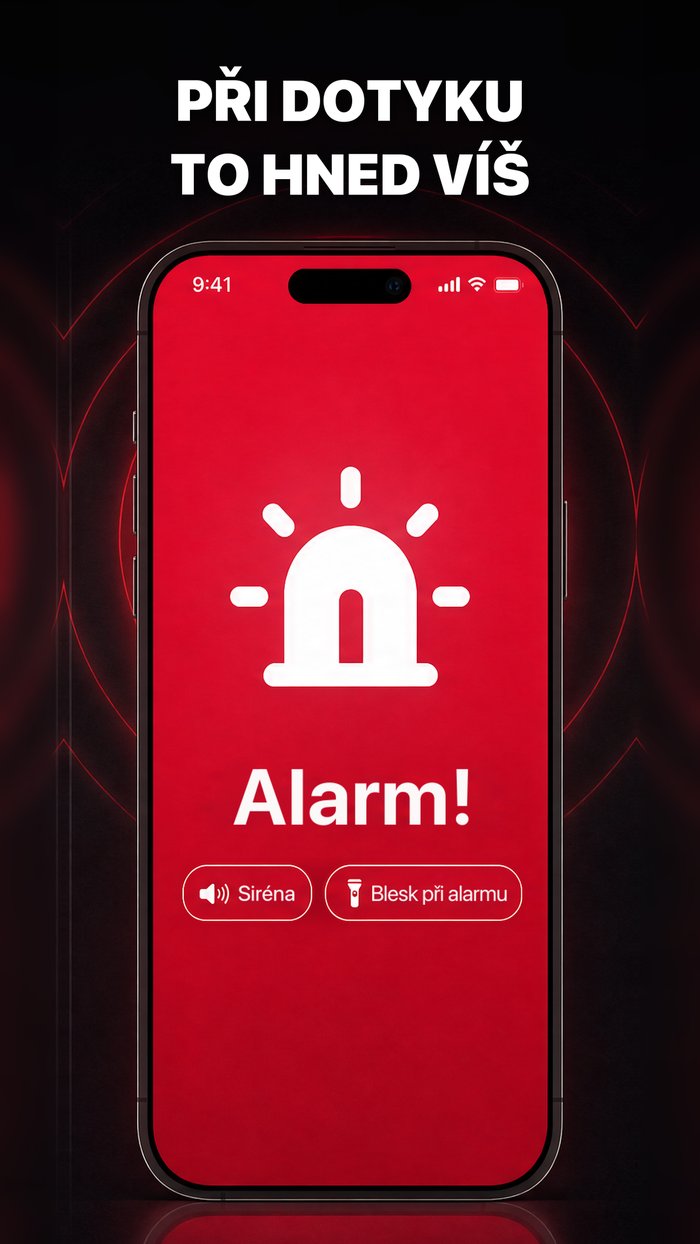 PŘI DOTYKU
TO HNED VÍŠ
9:41
Alarm!
Siréna
Blesk při alarmu